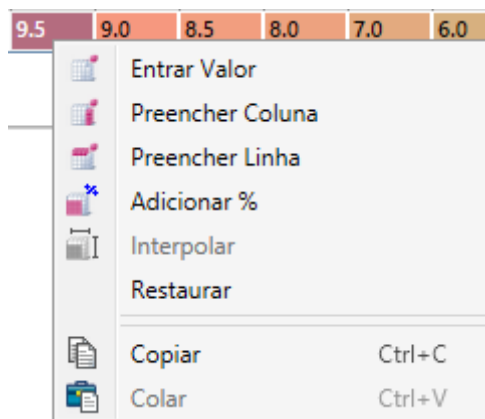 9.5 9.0 8.5 8.0 7.0 6.0
Entrar Valor
Preencher Coluna
Preencher Linha
Adicionar %
Interpolar
Restaurar
Copiar Ctrl+C
Colar Ctrl+V